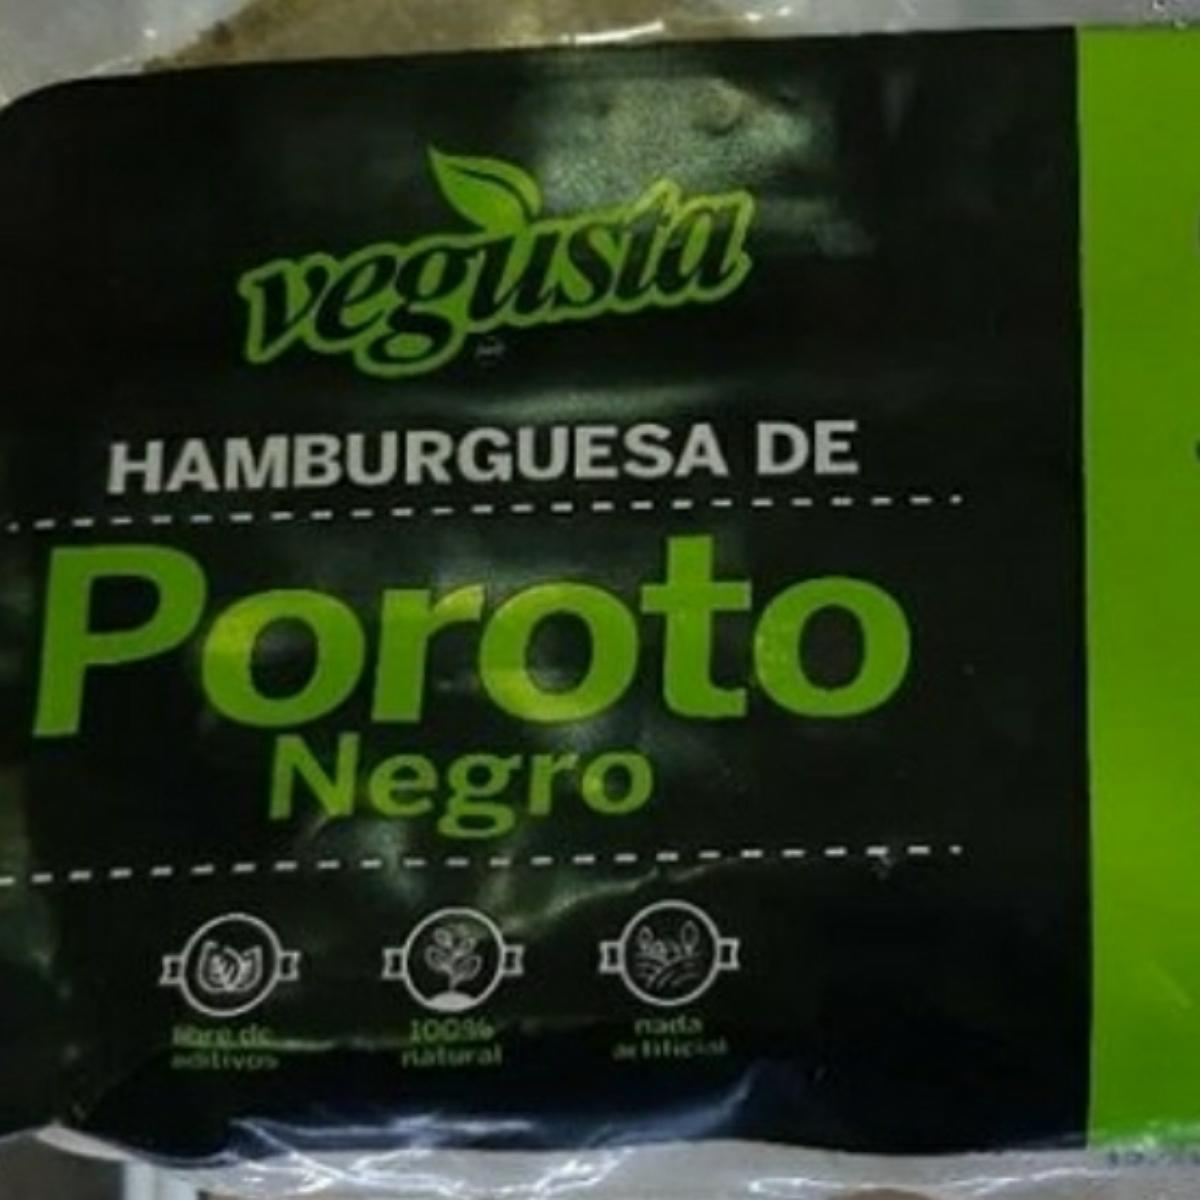 vegusta
HAMBURGUESA DE
Poroto
Negro
libre de
aditivos
100%
natural
nada
artificial